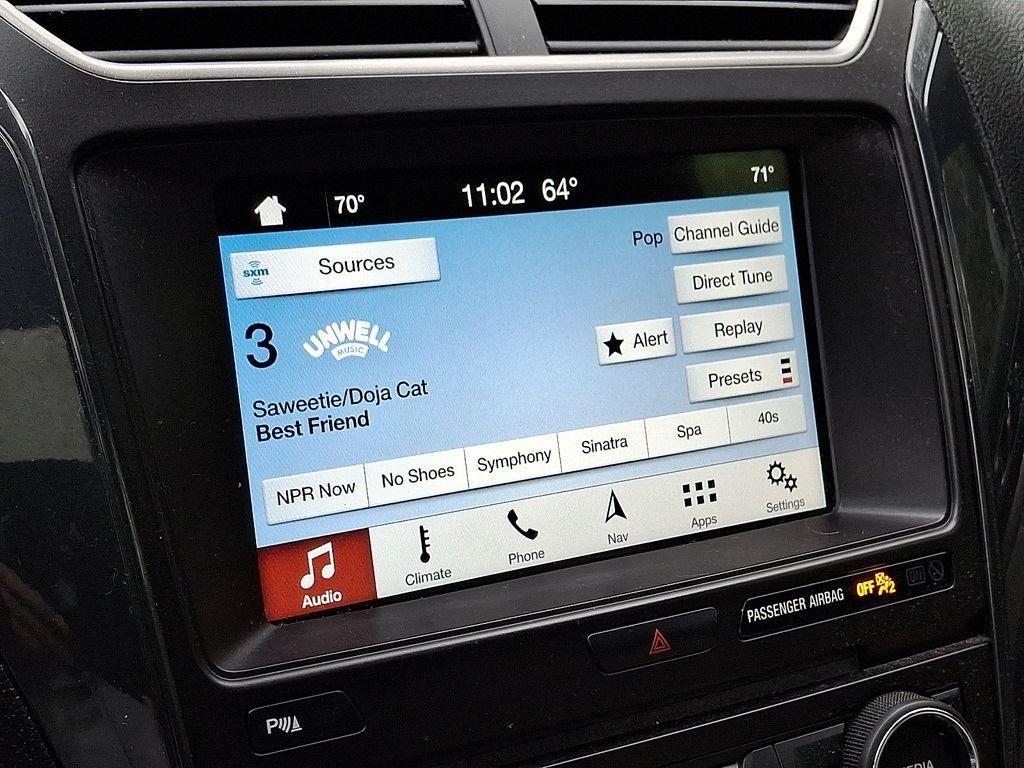 70° 11:02 64° 71°
sxm Sources
Pop Channel Guide
Direct Tune
3 UNWELL MUSIC
Alert Replay
Presets
Saweetie/Doja Cat
Best Friend
NPR Now No Shoes Symphony Sinatra Spa 40s
Audio Climate Phone Nav Apps Settings
PASSENGER AIRBAG OFF 2
P
MEDIA